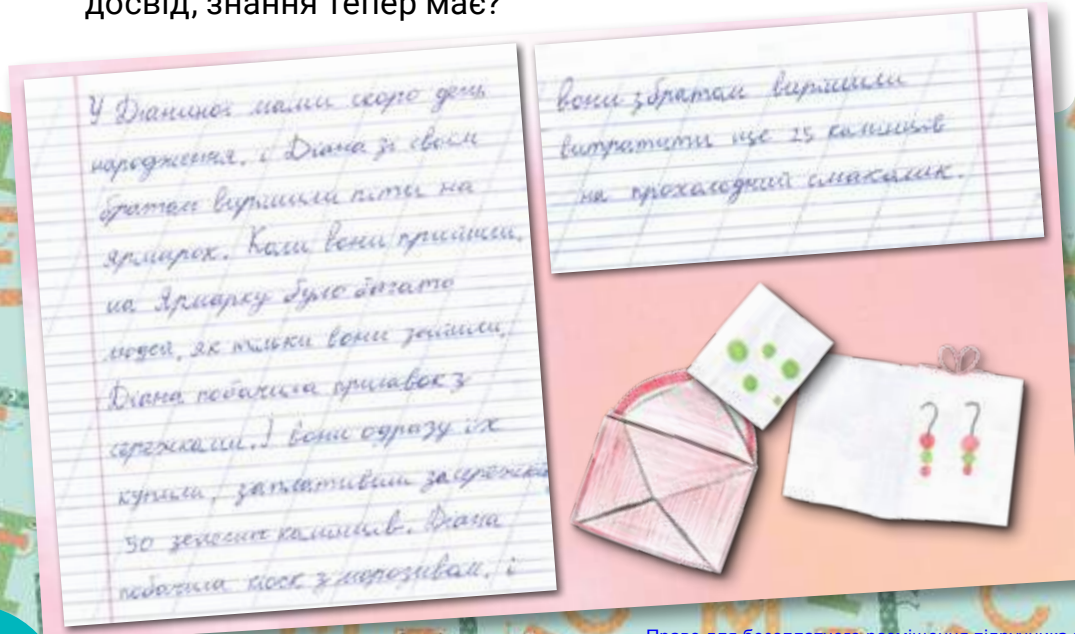 досвід, знання тепер має?
У Діаниної мами скоро день
народження, і Діана зі своїм
братом вирішили піти на
ярмарок. Коли вони прийшли,
на Ярмарку було багато
людей, як тільки вони зайшли,
Діана побачила прилавок з
сережками. І вони одразу їх
купили, заплативши за сережки
50 зелених камінців. Діана
побачила кіоск з морозивом, і
вони з братом вирішили
витратити ще 25 камінців
на прохолодний смаколик.